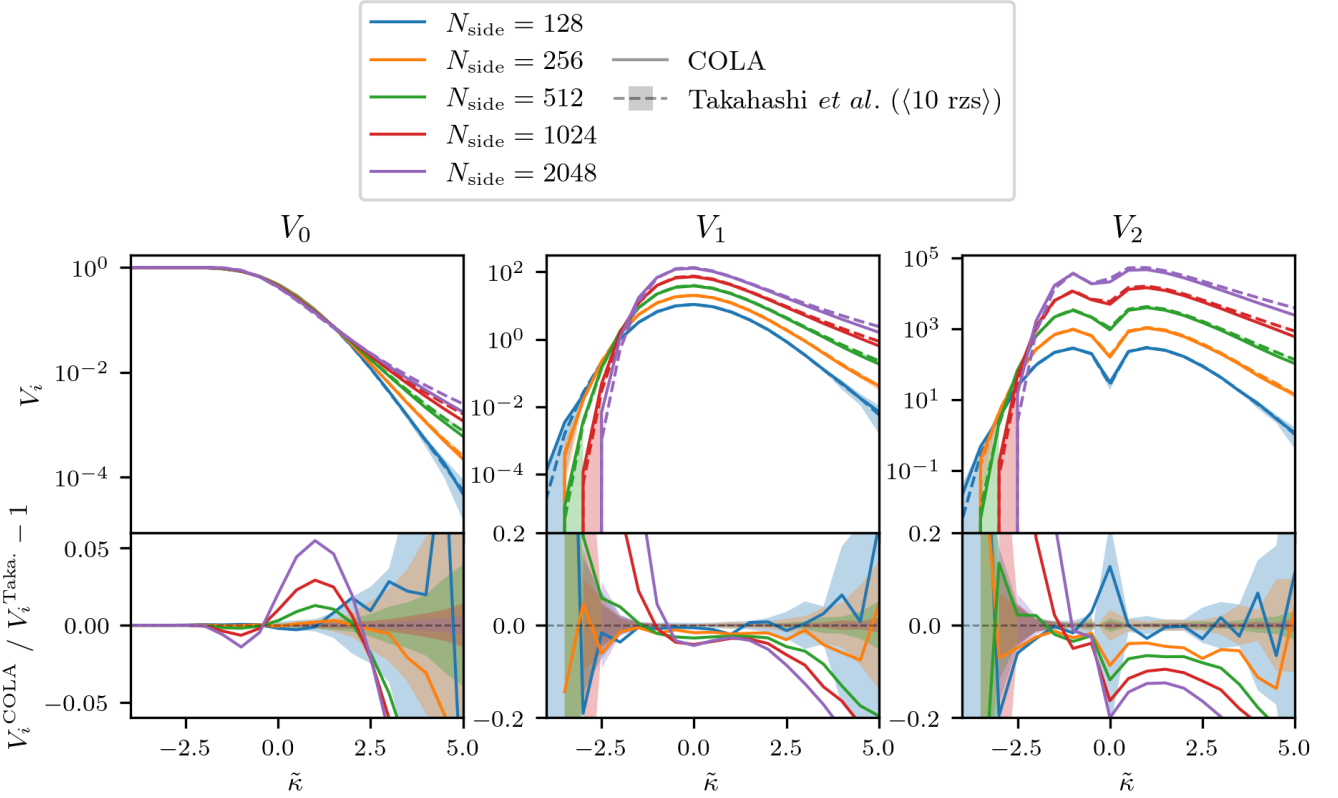 N_side = 128
N_side = 256
N_side = 512
N_side = 1024
N_side = 2048
COLA
Takahashi et al. (⟨10 rzs⟩)
V_0
V_1
V_2
V_i
10^0
10^{-2}
10^{-4}
10^2
10^0
10^{-2}
10^{-4}
10^5
10^3
10^1
10^{-1}
V_i^COLA / V_i^Taka. − 1
0.05
0.00
−0.05
0.2
0.0
−0.2
0.2
0.0
−0.2
−2.5 0.0 2.5 5.0
−2.5 0.0 2.5 5.0
−2.5 0.0 2.5 5.0
κ̃
κ̃
κ̃